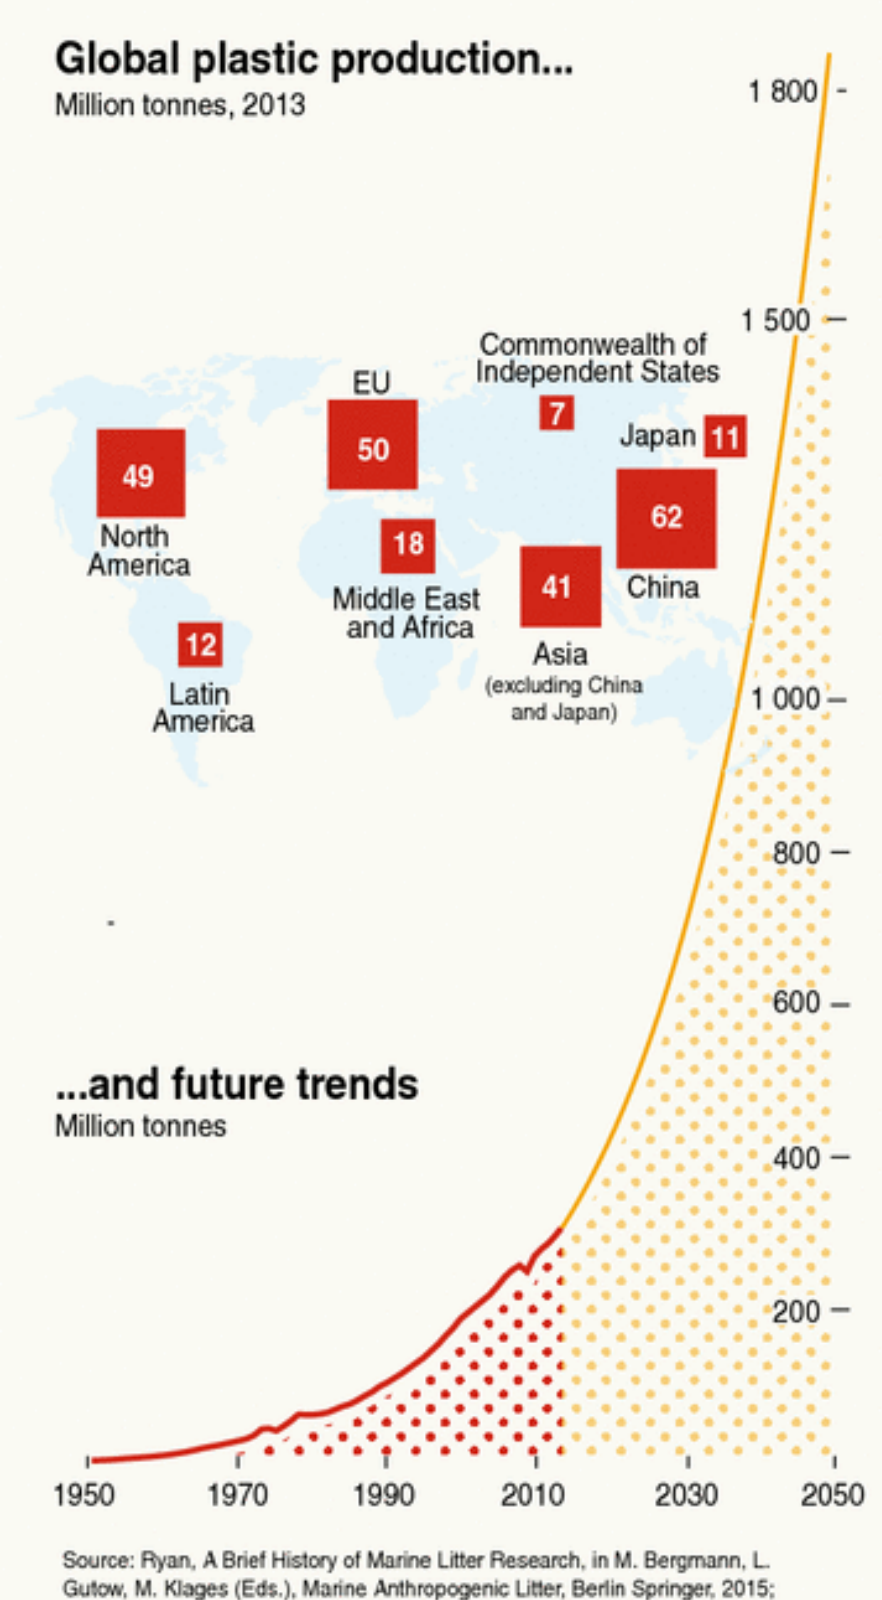 Global plastic production...
Million tonnes, 2013
1 800
1 500
Commonwealth of
Independent States
7
EU
50
Japan 11
49
North
America
62
China
18
Middle East
and Africa
41
Asia
(excluding China
and Japan)
12
Latin
America
1 000
800
600
...and future trends
Million tonnes
400
200
1950 1970 1990 2010 2030 2050
Source: Ryan, A Brief History of Marine Litter Research, in M. Bergmann, L.
Gutow, M. Klages (Eds.), Marine Anthropogenic Litter, Berlin Springer, 2015;